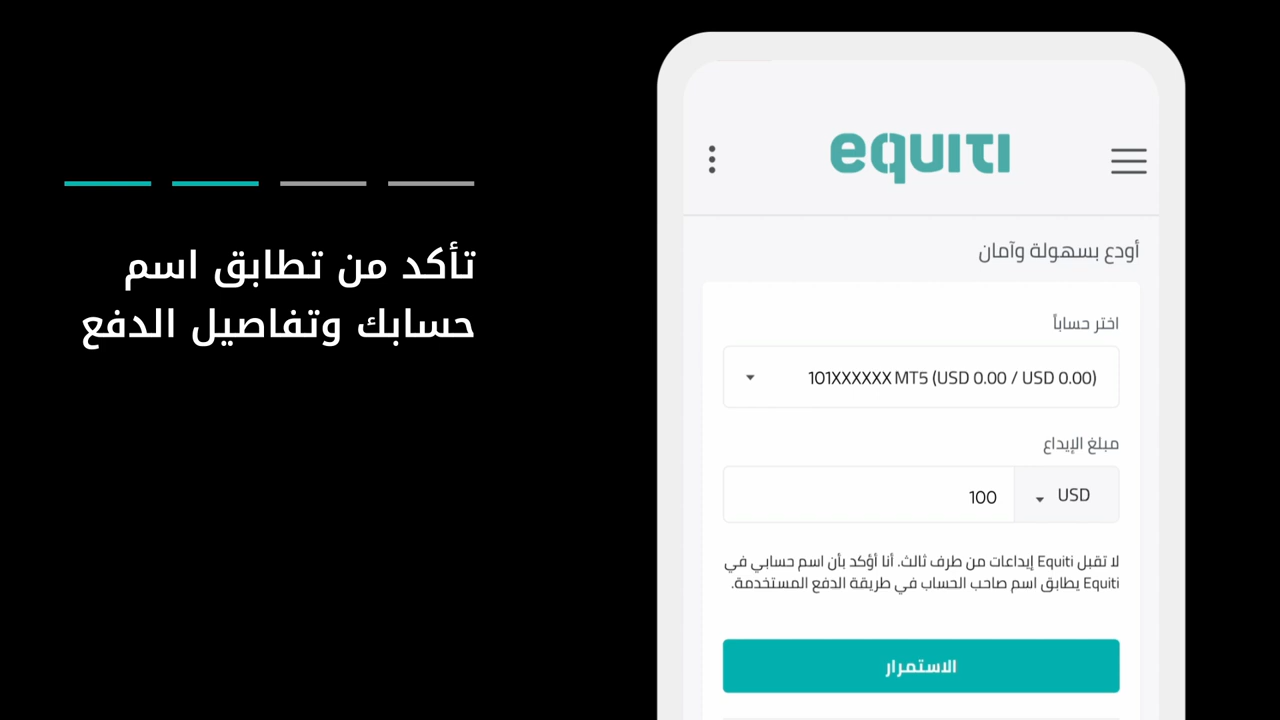 تأكد من تطابق اسم
حسابك وتفاصيل الدفع
equiti
أودع بسهولة وآمان
اختر حساباً
101XXXXXX MT5 (USD 0.00 / USD 0.00)
مبلغ الإيداع
USD
100
لا تقبل Equiti إيداعات من طرف ثالث. أنا أؤكد بأن اسم حسابي في
Equiti يطابق اسم صاحب الحساب في طريقة الدفع المستخدمة.
الاستمرار